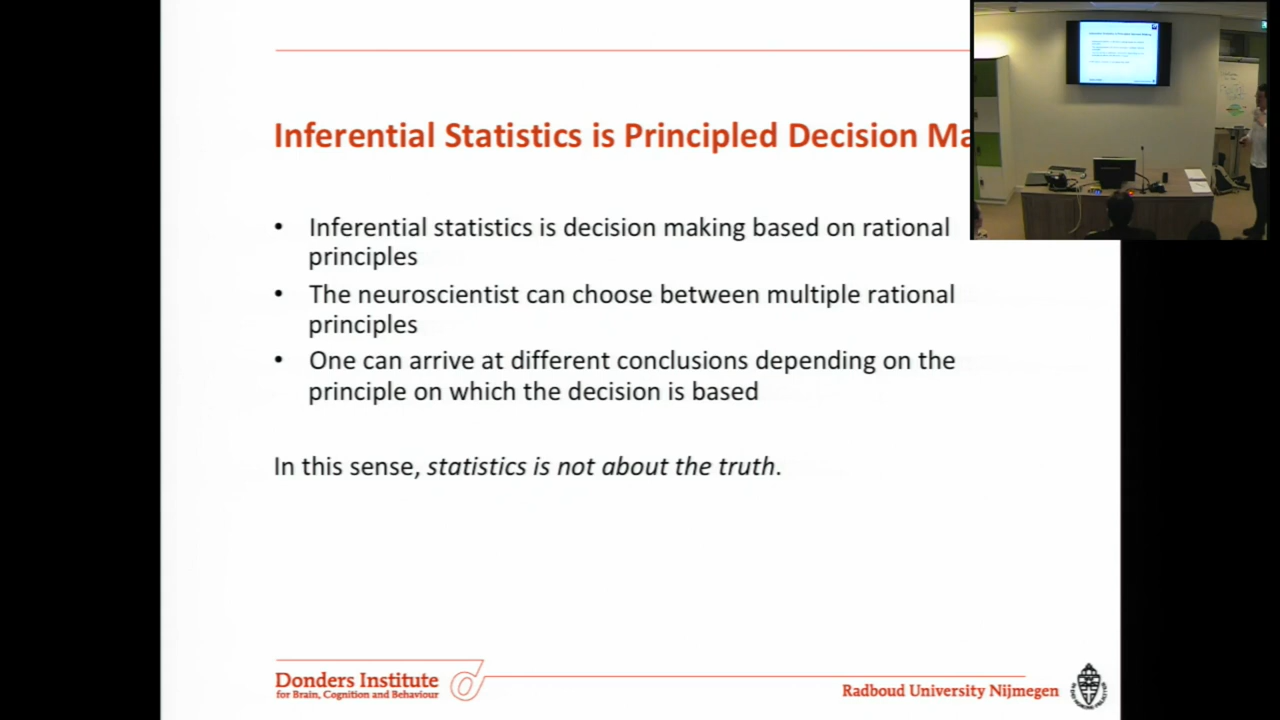 Inferential Statistics is Principled Decision Ma
• Inferential statistics is decision making based on rational
principles
• The neuroscientist can choose between multiple rational
principles
• One can arrive at different conclusions depending on the
principle on which the decision is based
In this sense, statistics is not about the truth.
Donders Institute
for Brain, Cognition and Behaviour
Radboud University Nijmegen